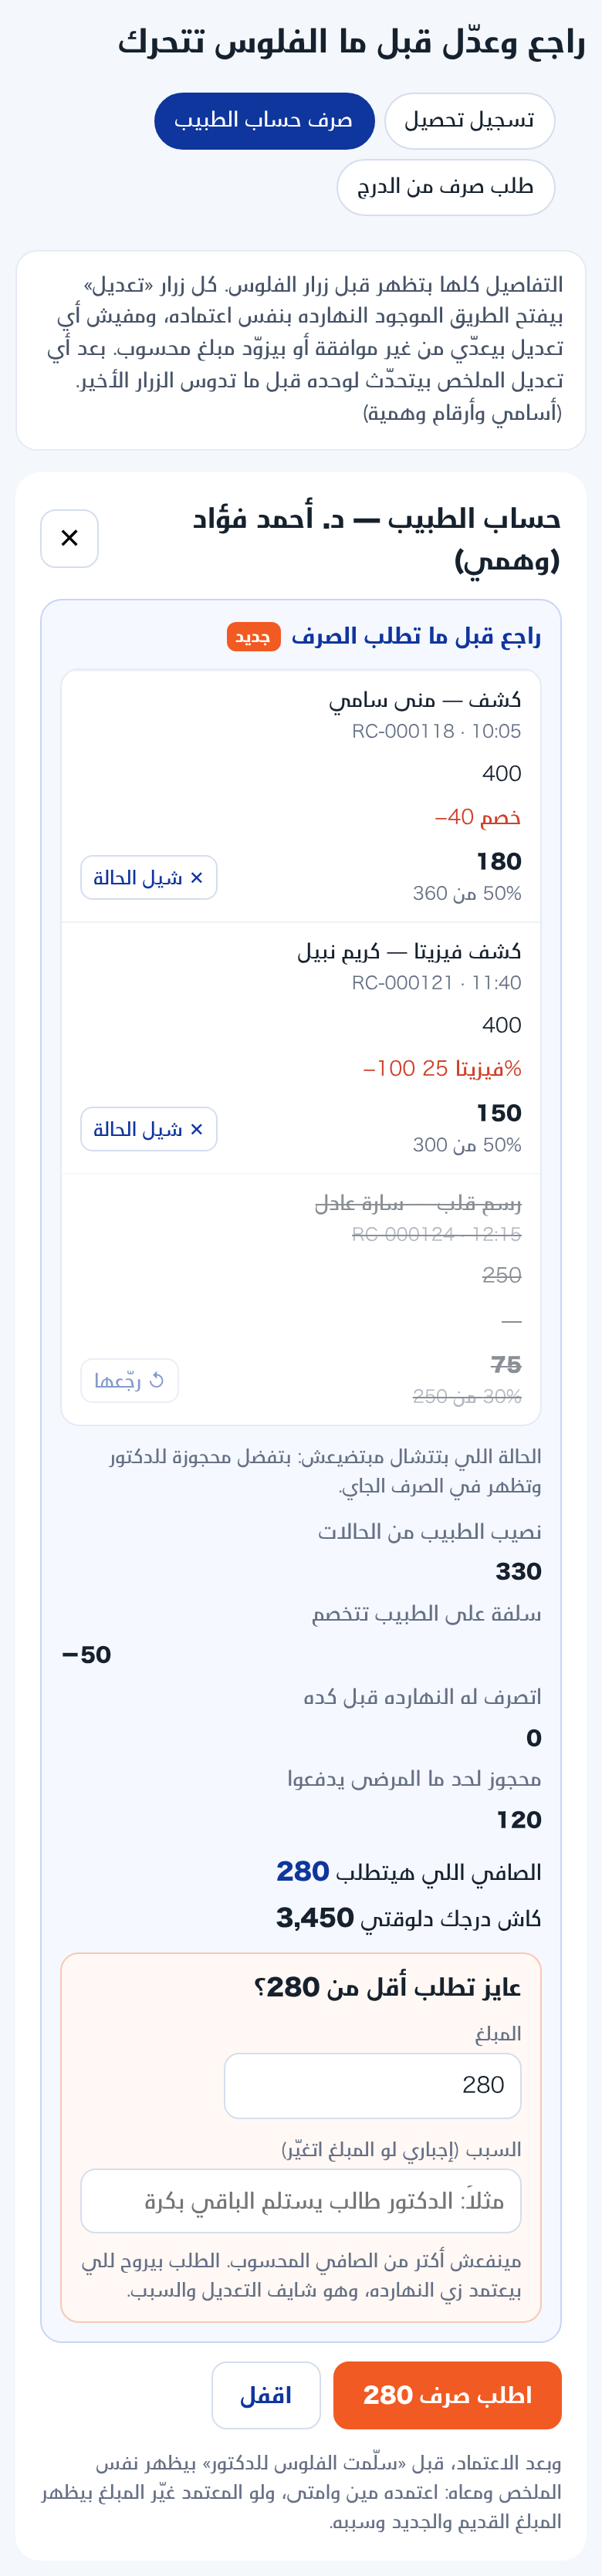 راجع وعدّل قبل ما الفلوس تتحرك
تسجيل تحصيل
صرف حساب الطبيب
طلب صرف من الدرج
التفاصيل كلها بتظهر قبل زرار الفلوس. كل زرار «تعديل»
بيفتح الطريق الموجود النهارده بنفس اعتماده، ومفيش أي
تعديل بيعدّي من غير موافقة أو بيزوّد مبلغ محسوب. بعد أي
تعديل الملخص بيتحدّث لوحده قبل ما تدوس الزرار الأخير.
(أسامي وأرقام وهمية)
حساب الطبيب — د. أحمد فؤاد
(وهمي)
×
راجع قبل ما تطلب الصرف جديد
كشف — منى سامي
RC-000118 · 10:05
400
خصم 40−
180
50% من 360
× شيل الحالة
كشف فيزيتا — كريم نبيل
RC-000121 · 11:40
400
%فيزيتا 25 100−
150
50% من 300
× شيل الحالة
رسم قلب — سارة عادل
RC-000124 · 12:15
250
—
75
30% من 250
↺ رجّعها
الحالة اللي بتتشال مبتضيعش: بتفضل محجوزة للدكتور
وتظهر في الصرف الجاي.
نصيب الطبيب من الحالات
330
سلفة على الطبيب تتخصم
−50
اتصرف له النهارده قبل كده
0
محجوز لحد ما المرضى يدفعوا
120
الصافي اللي هيتطلب 280
كاش درجك دلوقتي 3,450
عايز تطلب أقل من 280؟
المبلغ
280
السبب (إجباري لو المبلغ اتغيّر)
مثلاً: الدكتور طالب يستلم الباقي بكرة
مينفعش أكتر من الصافي المحسوب. الطلب بيروح للي
بيعتمد زي النهارده، وهو شايف التعديل والسبب.
اطلب صرف 280
اقفل
وبعد الاعتماد، قبل «سلّمت الفلوس للدكتور» بيظهر نفس
الملخص ومعاه: اعتمده مين وامتى، ولو المعتمد غيّر المبلغ بيظهر
المبلغ القديم والجديد وسببه.